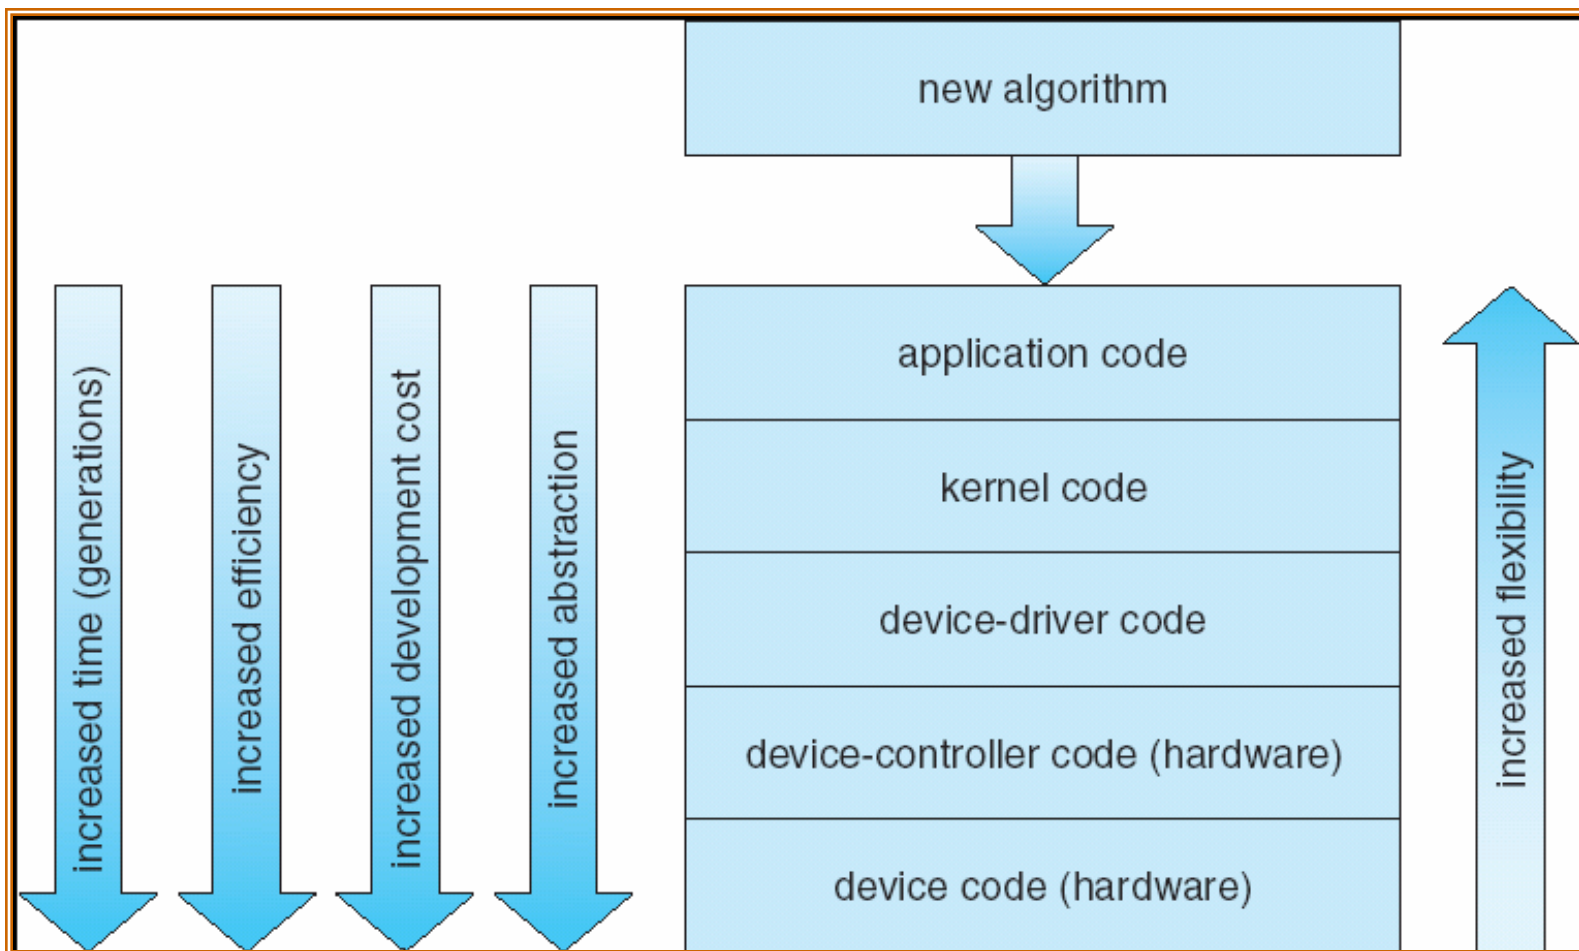 new algorithm
increased time (generations)
increased efficiency
increased development cost
increased abstraction
application code
kernel code
device-driver code
device-controller code (hardware)
device code (hardware)
increased flexibility